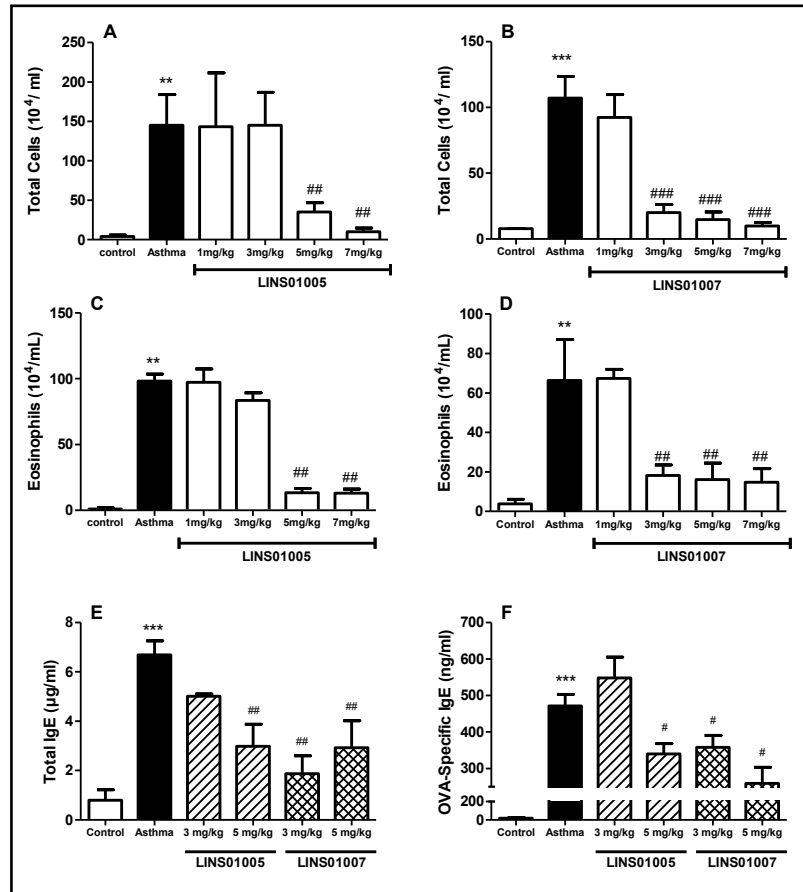 A
Total Cells (10⁴/ ml)
250
200
150
100
50
0
**
##
##
control Asthma 1mg/kg 3mg/kg 5mg/kg 7mg/kg
LINS01005
B
Total Cells (10⁴/ ml)
150
100
50
0
***
###
###
###
control Asthma 1mg/kg 3mg/kg 5mg/kg 7mg/kg
LINS01007
C
Eosinophils (10⁴/mL)
150
100
50
0
**
##
##
control Asthma 1mg/kg 3mg/kg 5mg/kg 7mg/kg
LINS01005
D
Eosinophils (10⁴/mL)
100
80
60
40
20
0
**
##
##
##
Control Asthma 1mg/kg 3mg/kg 5mg/kg 7mg/kg
LINS01007
E
Total IgE (µg/ml)
8
6
4
2
0
***
##
##
##
Control Asthma 3 mg/kg 5 mg/kg 3 mg/kg 5 mg/kg
LINS01005 LINS01007
F
OVA-Specific IgE (ng/ml)
700
600
500
400
300
200
0
***
#
#
#
Control Asthma 3 mg/kg 5 mg/kg 3 mg/kg 5 mg/kg
LINS01005 LINS01007